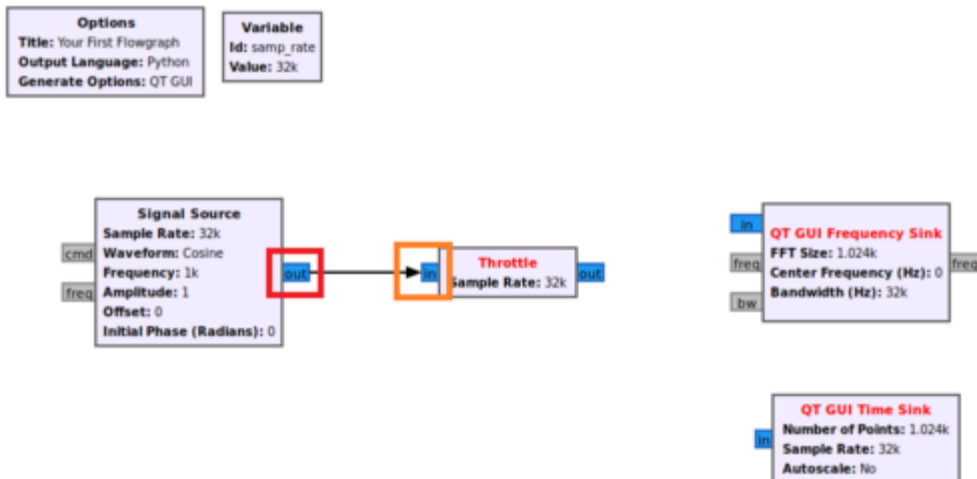 Options
Title: Your First Flowgraph
Output Language: Python
Generate Options: QT GUI
Variable
Id: samp_rate
Value: 32k
Signal Source
Sample Rate: 32k
Waveform: Cosine
Frequency: 1k
Amplitude: 1
Offset: 0
Initial Phase (Radians): 0
cmd
freq
out
in
Throttle
Sample Rate: 32k
out
in
freq
bw
QT GUI Frequency Sink
FFT Size: 1.024k
Center Frequency (Hz): 0
Bandwidth (Hz): 32k
freq
in
QT GUI Time Sink
Number of Points: 1.024k
Sample Rate: 32k
Autoscale: No